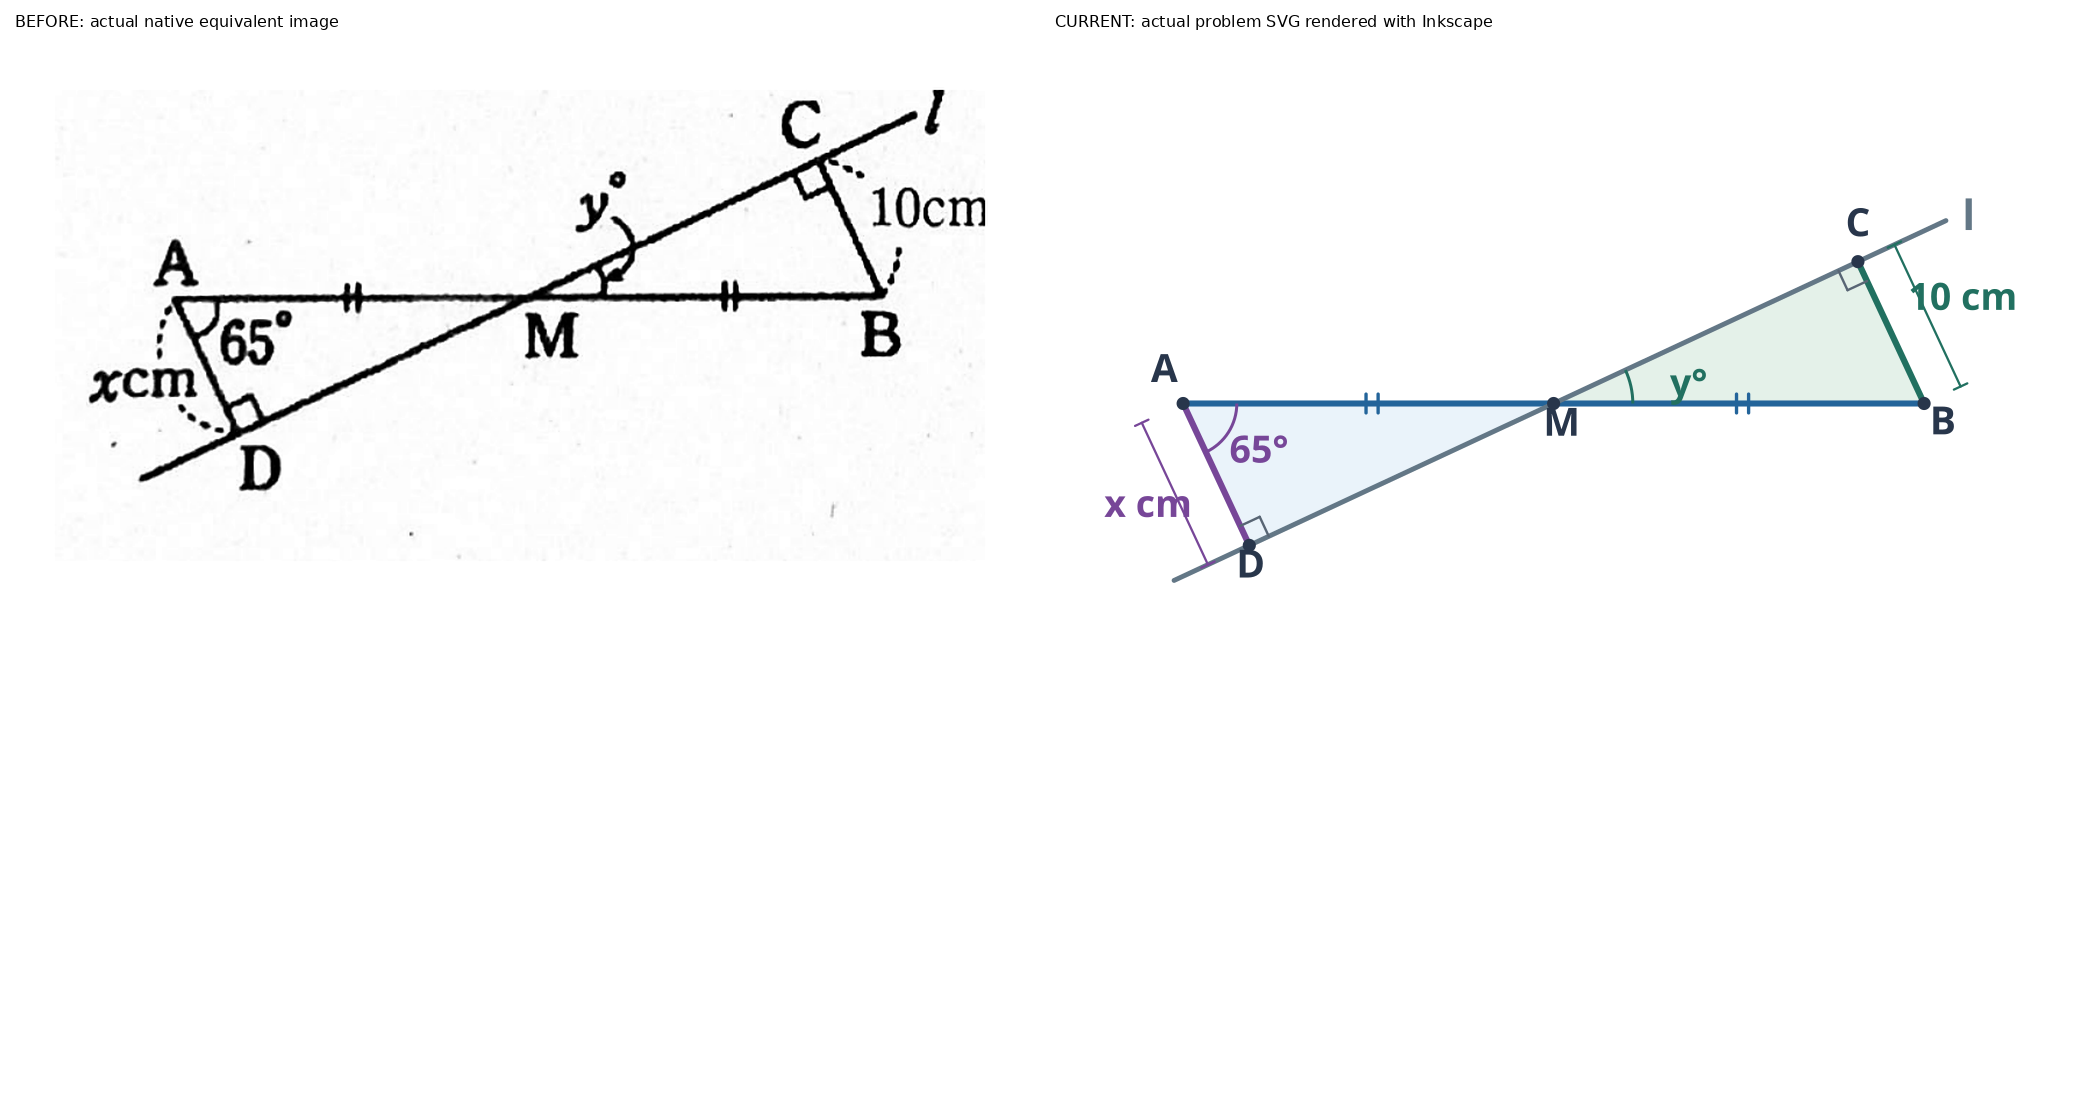 BEFORE: actual native equivalent image
CURRENT: actual problem SVG rendered with Inkscape
C
l
y°
10cm
A
65°
M
B
xcm
D
C
l
10 cm
A
y°
M
B
65°
x cm
D